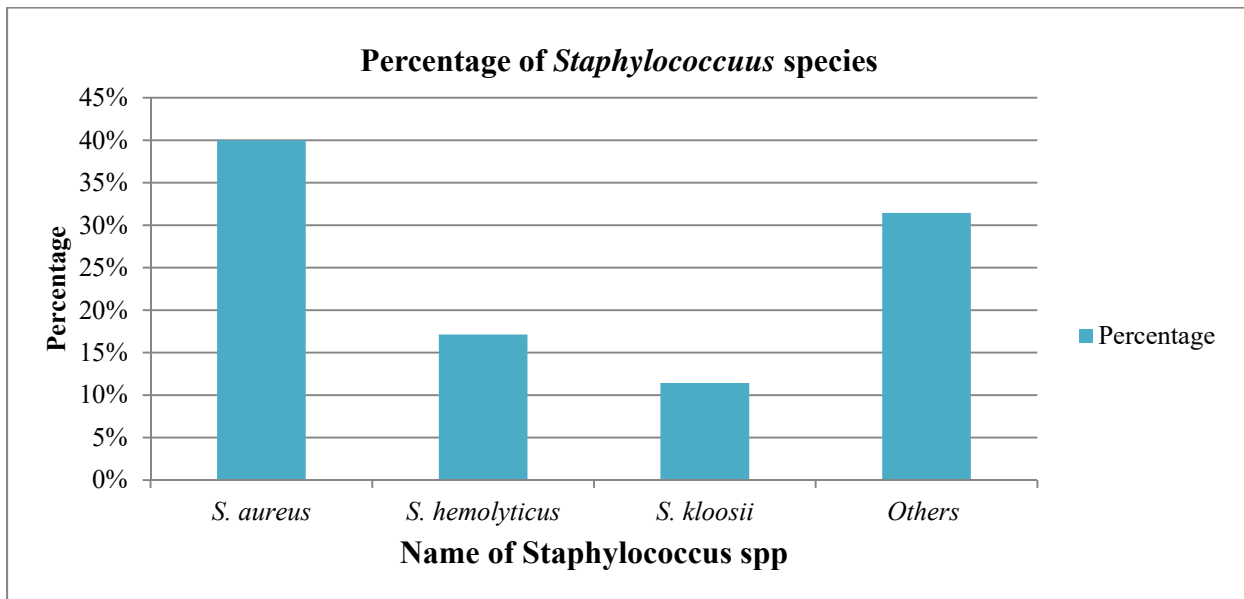 Percentage of Staphylococcuus species
45%
40%
35%
30%
25%
20%
15%
10%
5%
0%
Percentage
S. aureus
S. hemolyticus
S. kloosii
Others
Name of Staphylococcus spp
Percentage